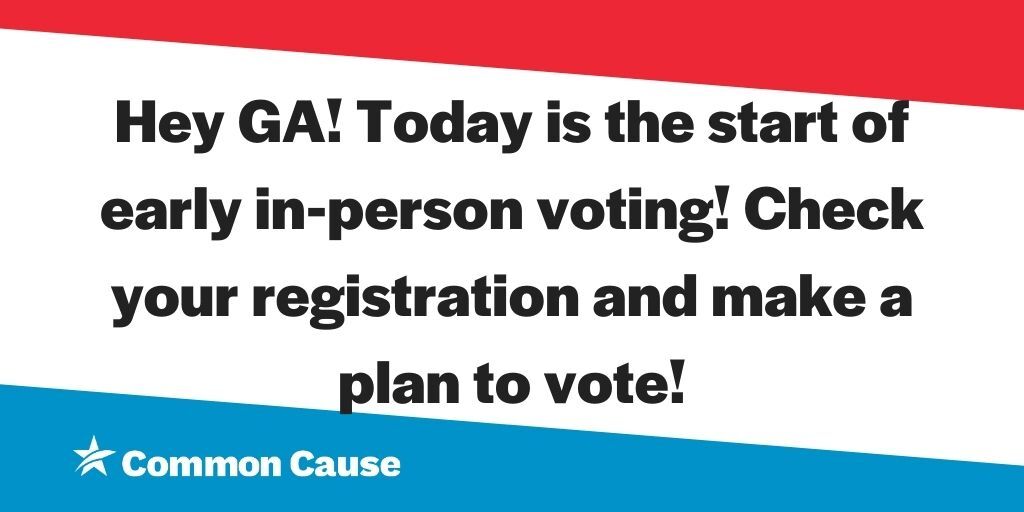 Hey GA! Today is the start of
early in-person voting! Check
your registration and make a
plan to vote!
Common Cause